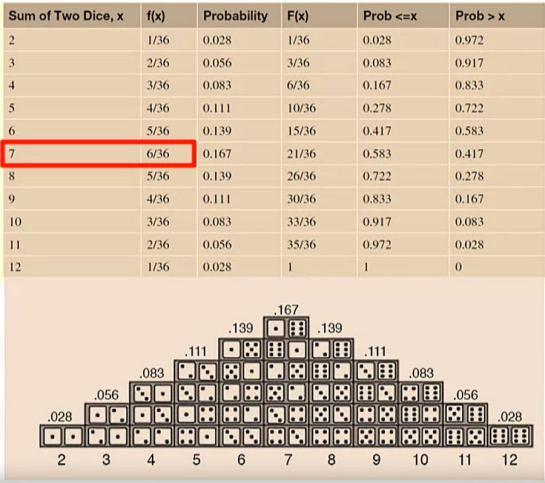 Sum of Two Dice, x f(x) Probability F(x) Prob <=x Prob > x
2 1/36 0.028 1/36 0.028 0.972
3 2/36 0.056 3/36 0.083 0.917
4 3/36 0.083 6/36 0.167 0.833
5 4/36 0.111 10/36 0.278 0.722
6 5/36 0.139 15/36 0.417 0.583
7 6/36 0.167 21/36 0.583 0.417
8 5/36 0.139 26/36 0.722 0.278
9 4/36 0.111 30/36 0.833 0.167
10 3/36 0.083 33/36 0.917 0.083
11 2/36 0.056 35/36 0.972 0.028
12 1/36 0.028 1 1 0
.167
.139 .139
.111 .111
.083 .083
.056 .056
.028 .028
2 3 4 5 6 7 8 9 10 11 12